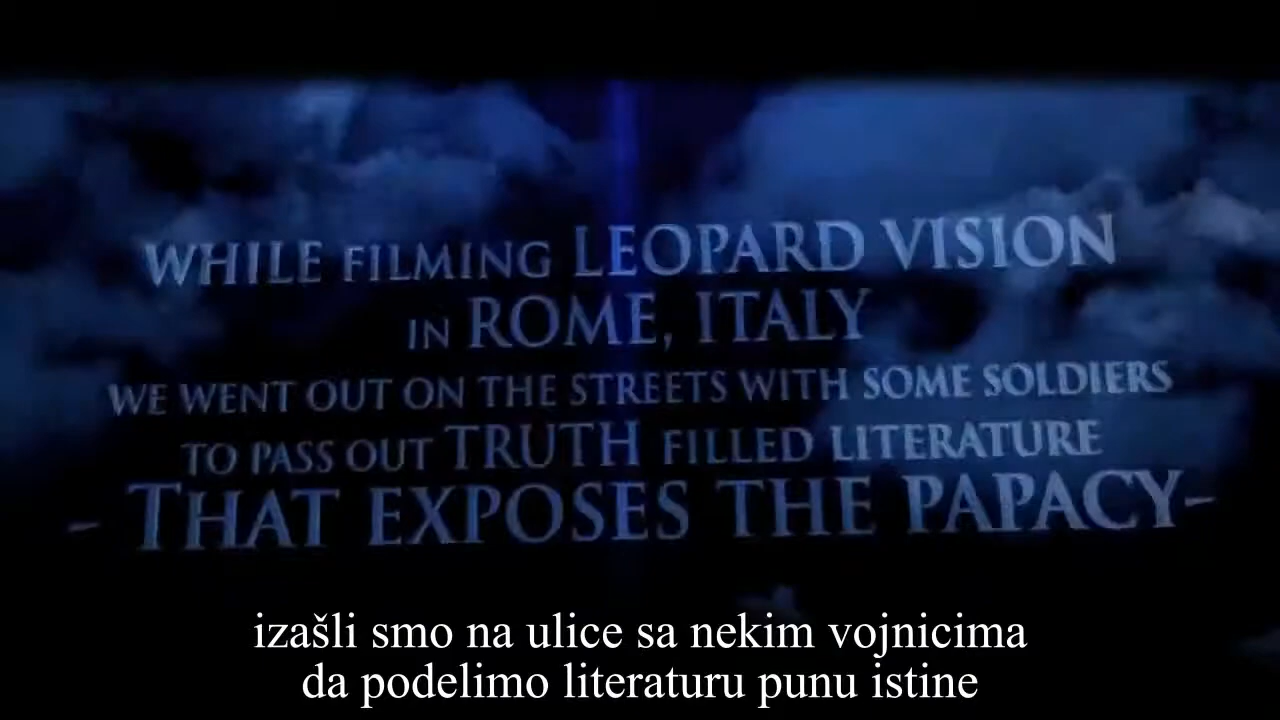 WHILE FILMING LEOPARD VISION
IN ROME, ITALY
WE WENT OUT ON THE STREETS WITH SOME SOLDIERS
TO PASS OUT TRUTH FILLED LITERATURE
- THAT EXPOSES THE PAPACY-
izašli smo na ulice sa nekim vojnicima
da podelimo literaturu punu istine